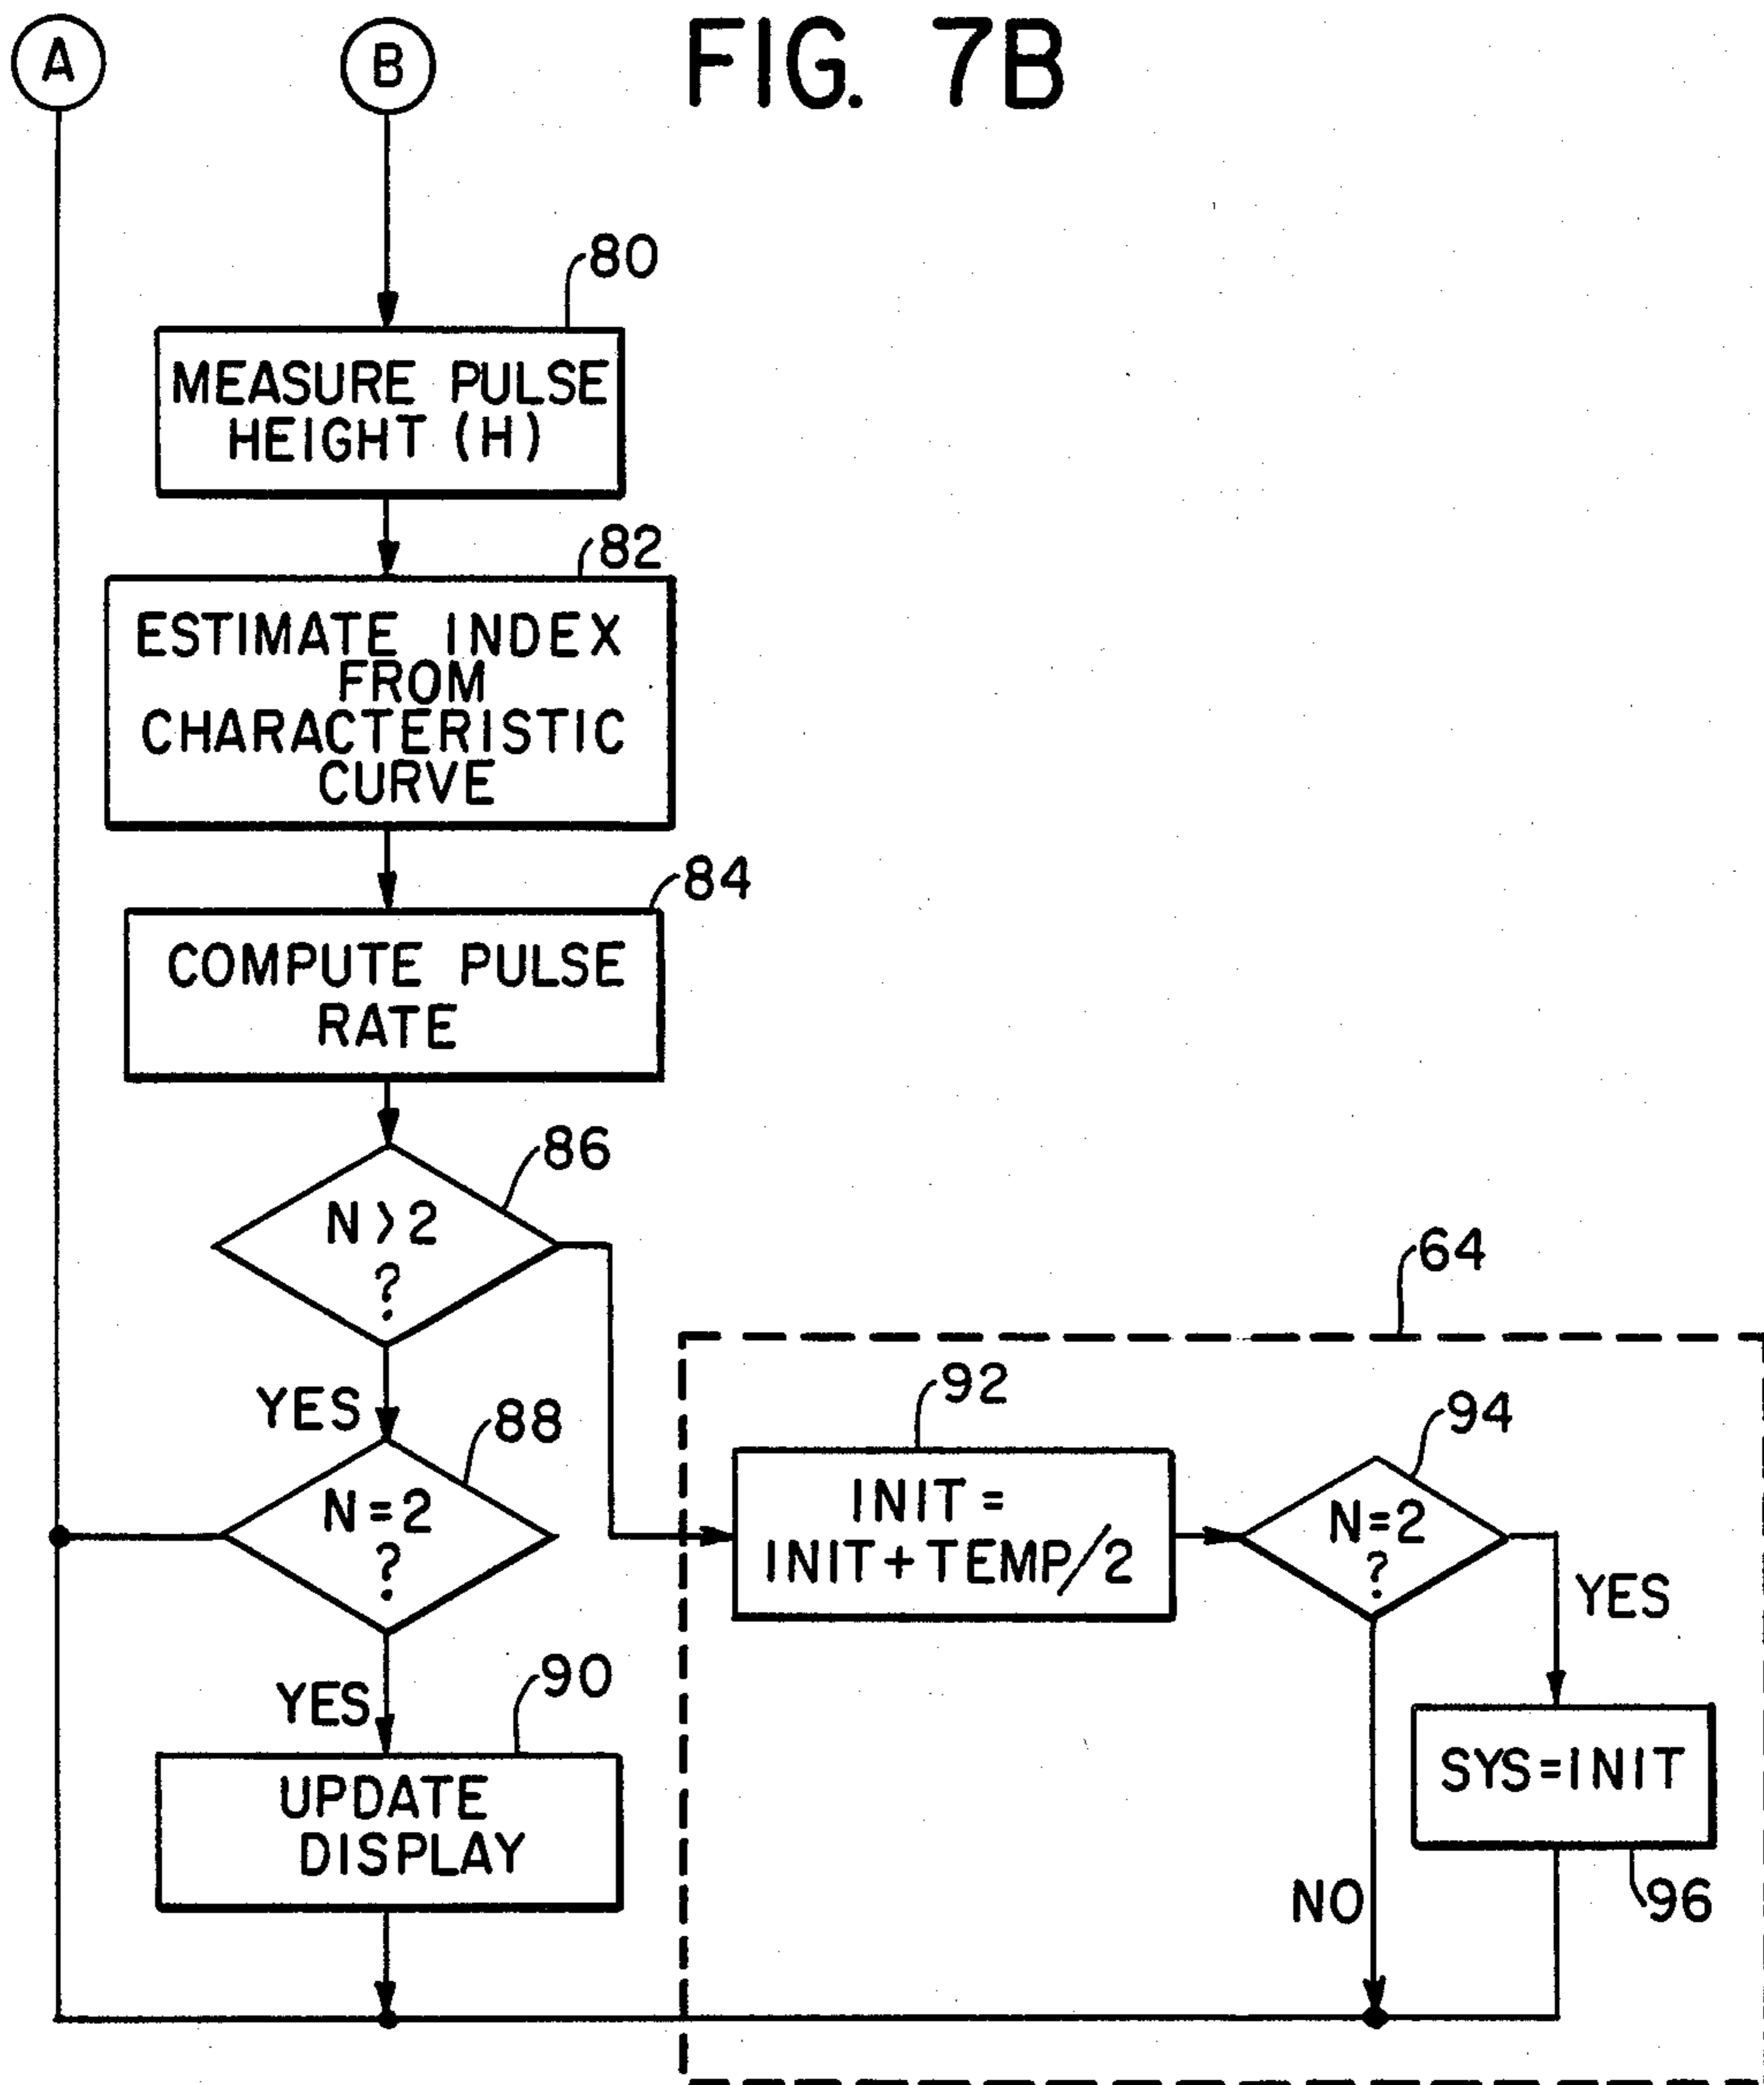 A
B
FIG. 7B
80
MEASURE PULSE
HEIGHT (H)
82
ESTIMATE INDEX
FROM
CHARACTERISTIC
CURVE
84
COMPUTE PULSE
RATE
86
N>2
?
YES
88
N=2
?
YES
90
UPDATE
DISPLAY
64
92
INIT=
INIT+TEMP/2
94
N=2
?
YES
NO
SYS=INIT
96